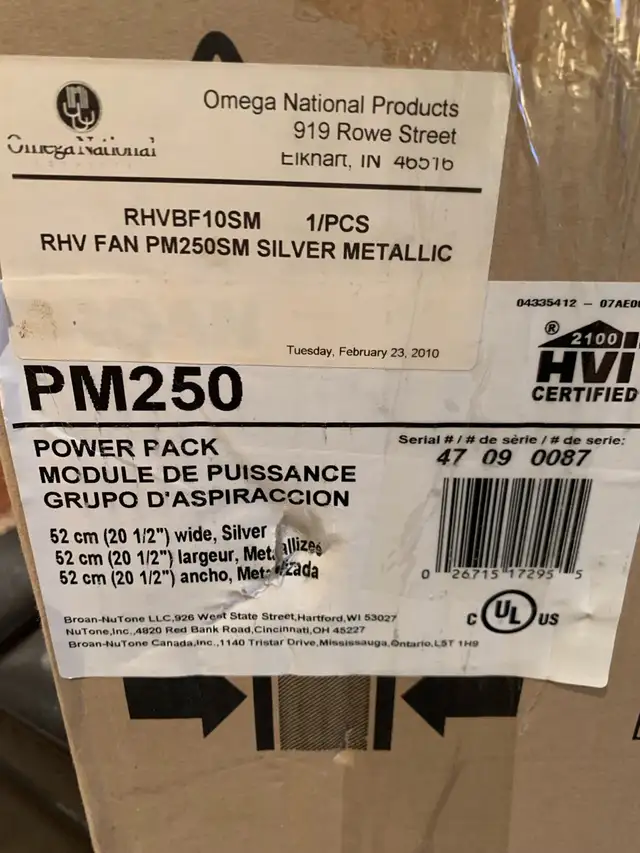 Omega National
Omega National Products
919 Rowe Street
Elkhart, IN 46516
RHVBF10SM 1/PCS
RHV FAN PM250SM SILVER METALLIC
Tuesday, February 23, 2010
04335412 – 07AE0
® 2100
HVI
CERTIFIED
PM250
POWER PACK
MODULE DE PUISSANCE
GRUPO D'ASPIRACCION
Serial # / # de sèrie / # de serie:
47 09 0087
52 cm (20 1/2") wide, Silver
52 cm (20 1/2") largeur, Metallizes
52 cm (20 1/2") ancho, Metalizada
0 26715 17295 5
C UL US
Broan-NuTone LLC,926 West State Street,Hartford,WI 53027
NuTone,Inc.,4820 Red Bank Road,Cincinnati,OH 45227
Broan-NuTone Canada,Inc.,1140 Tristar Drive,Mississauga,Ontario,L5T 1H9